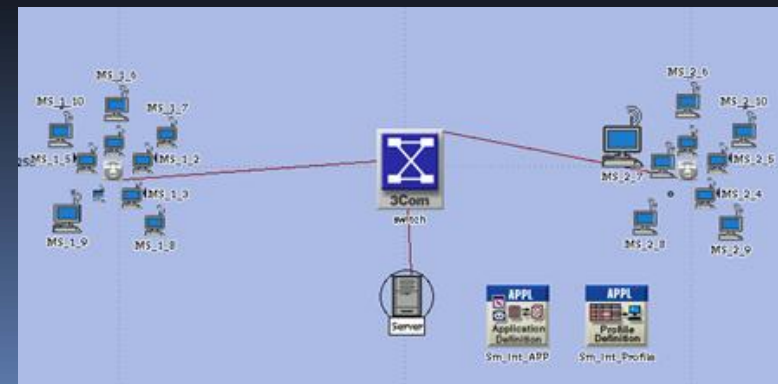 MS_1_6
MS_1_10
MS_1_7
MS_1_5
MS_1_2
MS_1_3
MS_1_9
MS_1_8
3Com
switch
Server
MS_2_6
MS_2_10
MS_2_7
MS_2_5
MS_2_4
MS_2_8
MS_2_9
APPL
Application
Definition
Sm_Int_APP
APPL
Profile
Definition
Sm_Int_Profile